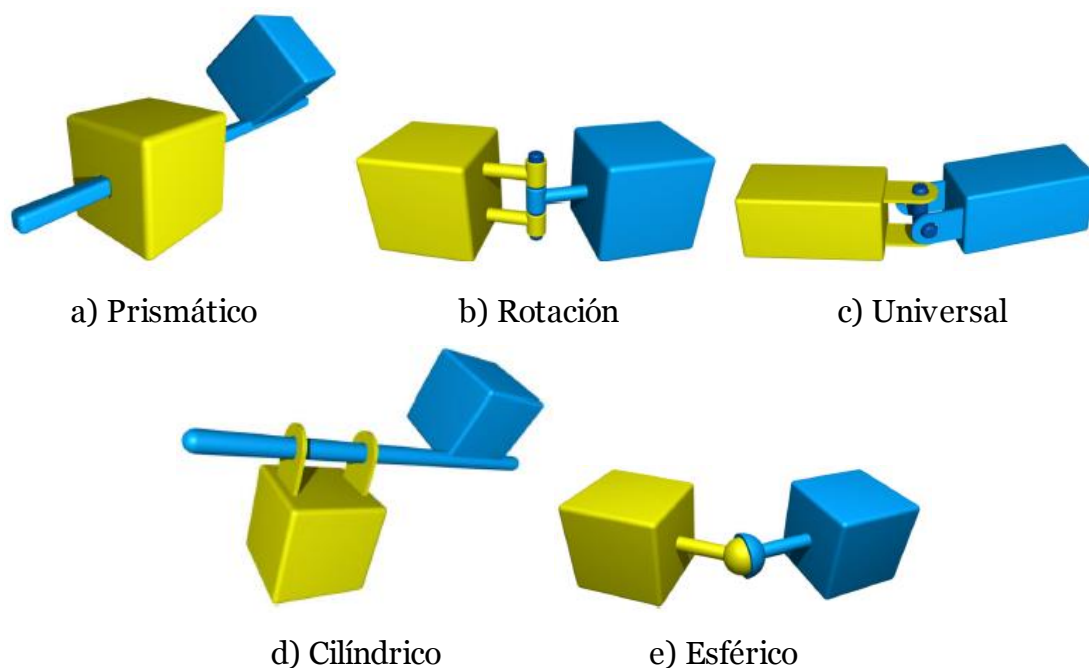 a) Prismático
b) Rotación
c) Universal
d) Cilíndrico
e) Esférico